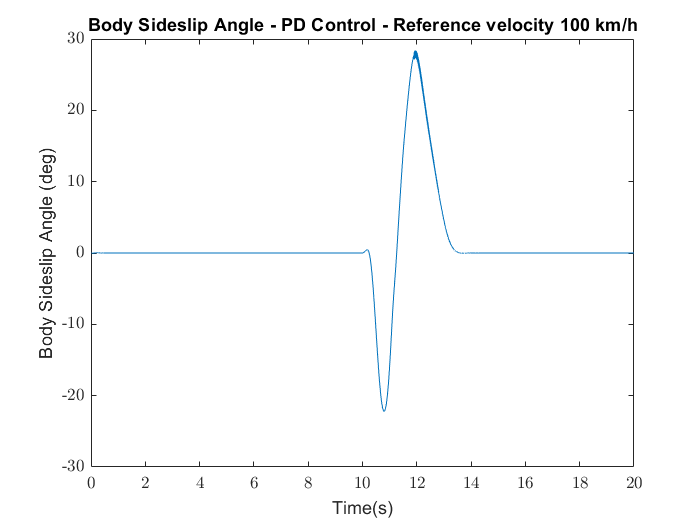 Body Sideslip Angle - PD Control - Reference velocity 100 km/h
30
20
10
0
-10
-20
-30
Body Sideslip Angle (deg)
0 2 4 6 8 10 12 14 16 18 20
Time(s)